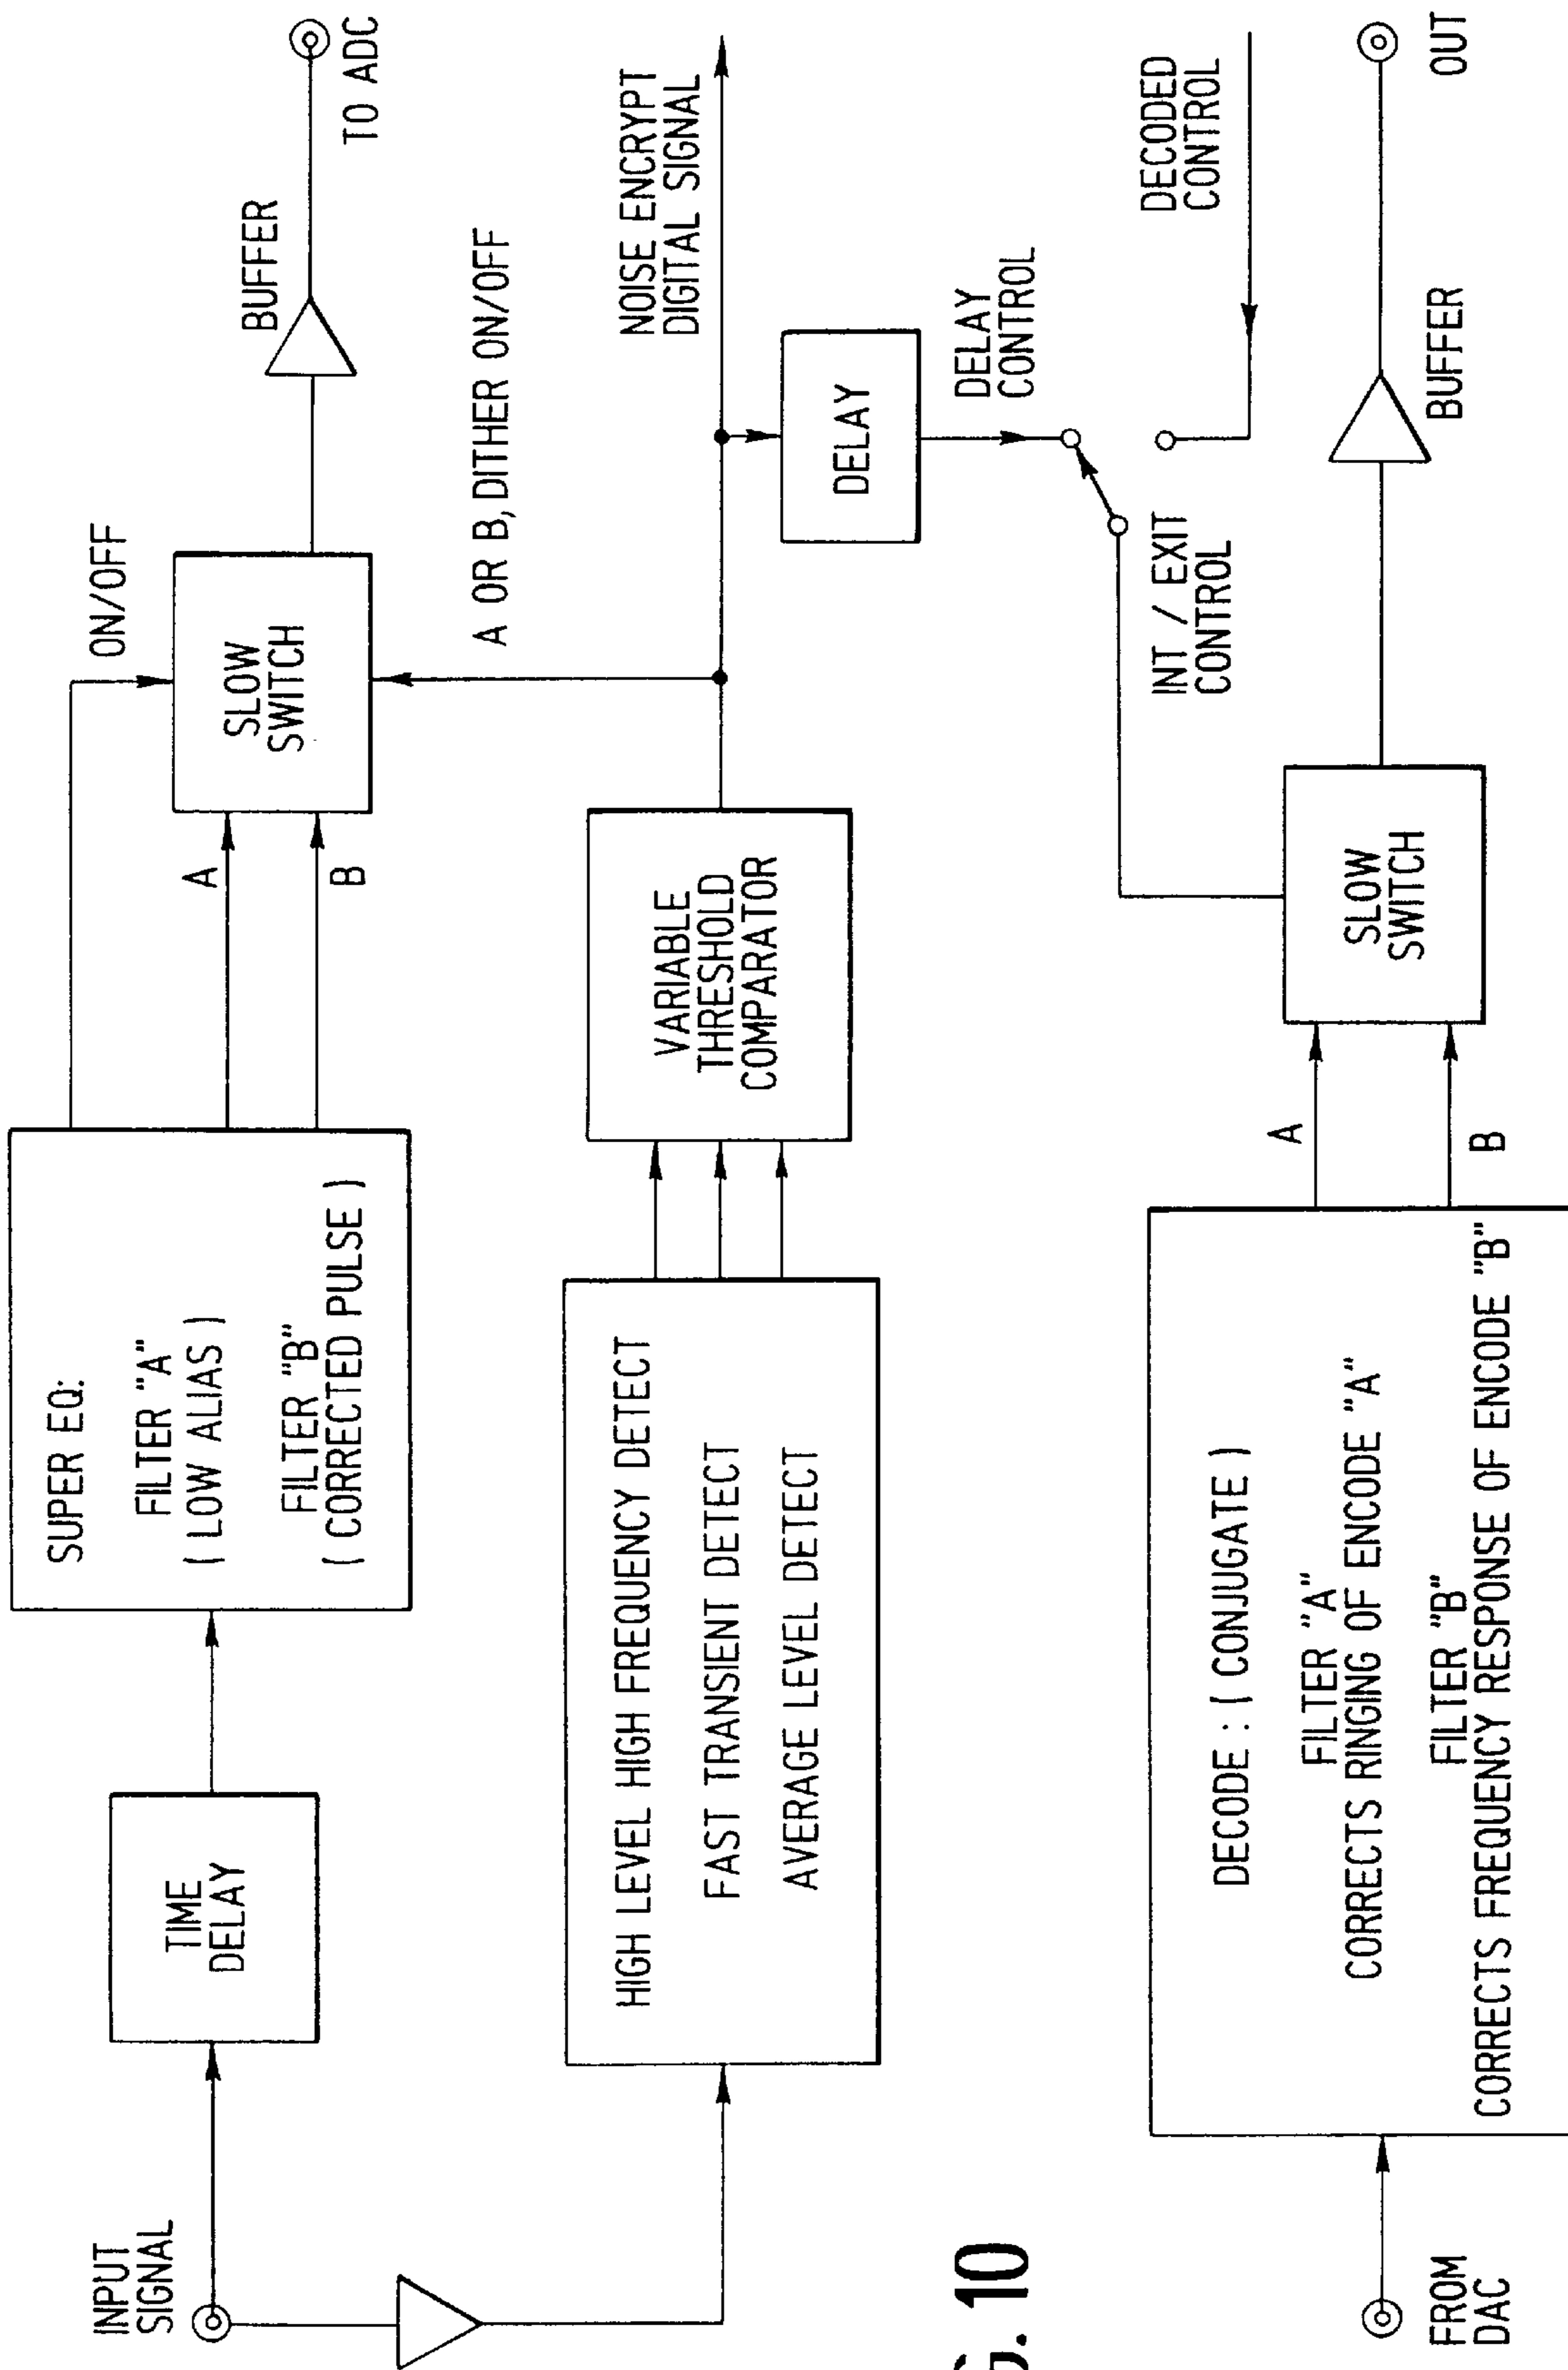 INPUT
SIGNAL
TIME
DELAY
SUPER EQ:
FILTER "A"
( LOW ALIAS )
FILTER "B"
( CORRECTED PULSE )
A
B
ON/OFF
SLOW
SWITCH
BUFFER
TO ADC
HIGH LEVEL HIGH FREQUENCY DETECT
FAST TRANSIENT DETECT
AVERAGE LEVEL DETECT
VARIABLE
THRESHOLD
COMPARATOR
A OR B, DITHER ON/OFF
NOISE ENCRYPT
DIGITAL SIGNAL
DELAY
DELAY
CONTROL
INT / EXIT
CONTROL
DECODED
CONTROL
G. 10
FROM
DAC
DECODE : ( CONJUGATE )
FILTER "A"
CORRECTS RINGING OF ENCODE "A"
FILTER "B"
CORRECTS FREQUENCY RESPONSE OF ENCODE "B"
A
B
SLOW
SWITCH
BUFFER
OUT